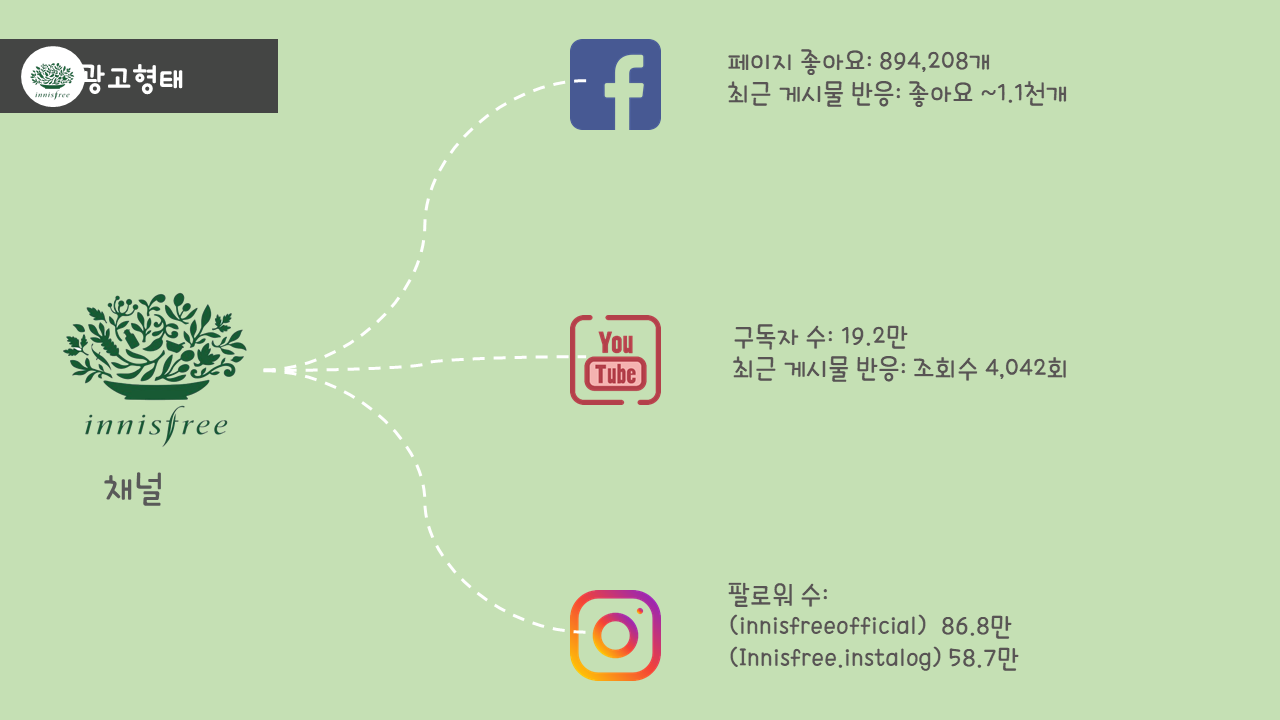 innisfree
광고형태
페이지 좋아요: 894,208개
최근 게시물 반응: 좋아요 ~1.1천개
You
Tube
구독자 수: 19.2만
최근 게시물 반응: 조회수 4,042회
innisfree
채널
팔로워 수:
(innisfreeofficial) 86.8만
(Innisfree.instalog) 58.7만